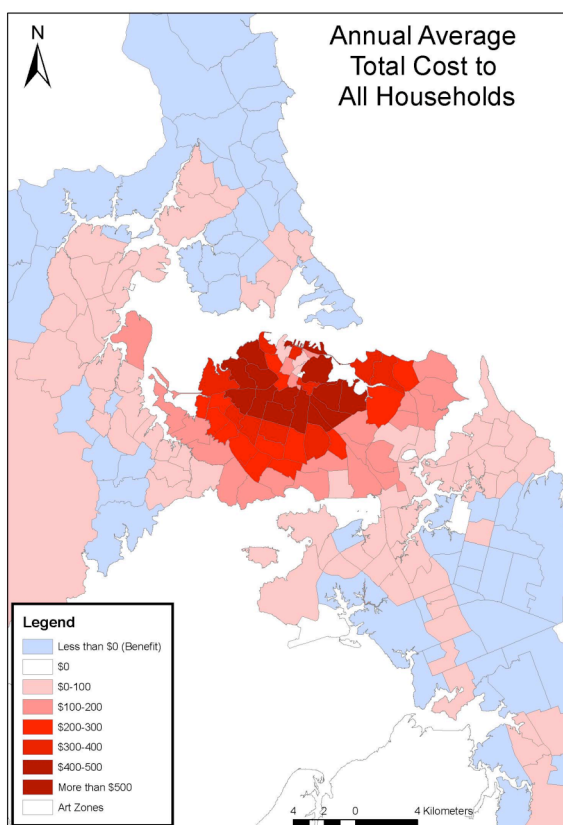 N
Annual Average
Total Cost to
All Households
Legend
Less than $0 (Benefit)
$0
$0-100
$100-200
$200-300
$300-400
$400-500
More than $500
Art Zones
4 2 0 4 Kilometers